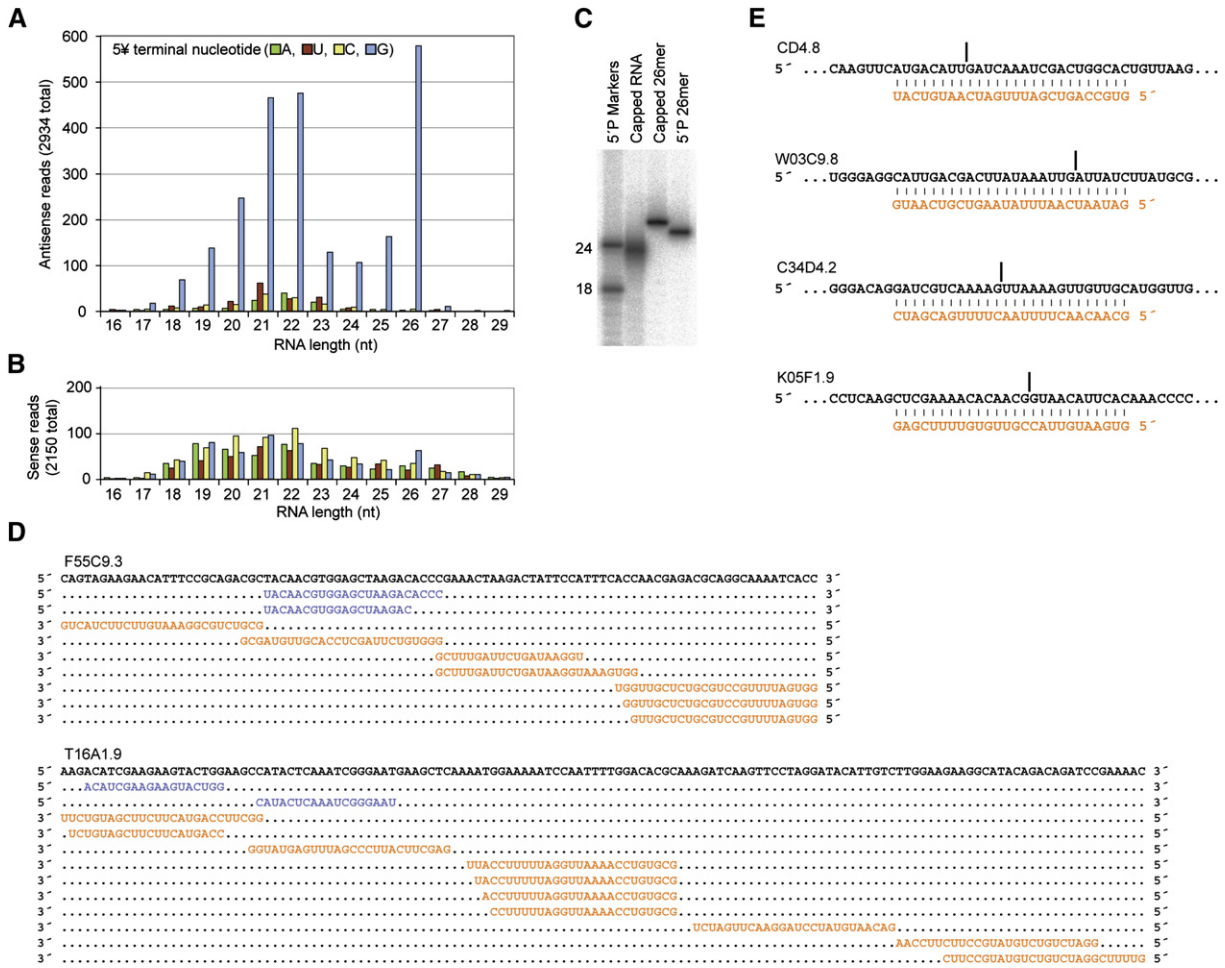 A
5¥ terminal nucleotide (A, U, C, G)
Antisense reads (2934 total)
600
500
400
300
200
100
0
16 17 18 19 20 21 22 23 24 25 26 27 28 29
RNA length (nt)
B
Sense reads (2150 total)
200
100
0
16 17 18 19 20 21 22 23 24 25 26 27 28 29
RNA length (nt)
C
5´P Markers
Capped RNA
Capped 26mer
5´P 26mer
24
18
E
CD4.8
5´ ...CAAGUUCAUGACAUUGAUCAAAUCGACUGGCACUGUUAAG...
UACUGUAACUAGUUUAGCUGACCGUG 5´
W03C9.8
5´ ...UGGGAGGCAUUGACGACUUAUAAAUUGAUUAUCUUAUGCG...
GUAACUGCUGAAUAUUUAACUAAUAG 5´
C34D4.2
5´ ...GGGACAGGAUCGUCAAAAGUUAAAAGUUGUUGCAUGGUUG...
CUAGCAGUUUUCAAUUUUCAACAACG 5´
K05F1.9
5´ ...CCUCAAGCUCGAAAACACAACGGUAACAUUCACAAACCCC...
GAGCUUUUGUGUUGCCAUUGUAAGUG 5´
D
F55C9.3
5´ CAGTAGAAGAACATTTCCGCAGACGCTACAACGTGGAGCTAAGACACCCGAAACTAAGACTATTCCATTTCACCAACGAGACGCAGGCAAAATCACC 3´
5´ UACAACGUGGAGCUAAGACACCC 3´
5´ UACAACGUGGAGCUAAGAC 3´
3´ GUCAUCUUCUUGUAAAGGCGUCUGCG 5´
3´ GCGAUGUUGCACCUCGAUUCUGUGGG 5´
3´ GCUUUGAUUCUGAUAAGGU 5´
3´ GCUUUGAUUCUGAUAAGGUAAAGUGG 5´
3´ UGGUUGCUCUGCGUCCGUUUUAGUGG 5´
3´ GGUUGCUCUGCGUCCGUUUUAGUGG 5´
3´ GUUGCUCUGCGUCCGUUUUAGUGG 5´
T16A1.9
5´ AAGACATCGAAGAAGTACTGGAAGCCATACTCAAATCGGGAATGAAGCTCAAAATGGAAAAATCCAATTTTGGACACGCAAAGATCAAGTTCCTAGGATACATTGTCTTGGAAGAAGGCATACAGACAGATCCGAAAAC 3´
5´ ACAUCGAAGAAGUACUGG 3´
5´ CAUACUCAAAUCGGGAAU 3´
3´ UUCUGUAGCUUCUUCAUGACCUUCGG 5´
3´ UCUGUAGCUUCUUCAUGACC 5´
3´ GGUAUGAGUUUAGCCCUUACUUCGAG 5´
3´ UUACCUUUUUAGGUUAAAACCUGUGCG 5´
3´ UACCUUUUUAGGUUAAAACCUGUGCG 5´
3´ ACCUUUUUAGGUUAAAACCUGUGCG 5´
3´ CCUUUUUAGGUUAAAACCUGUGCG 5´
3´ UCUAGUUCAAGGAUCCUAUGUAACAG 5´
3´ AACCUUCUUCCGUAUGUCUGUCUAGG 5´
3´ CUUCCGUAUGUCUGUCUAGGCUUUUG 5´